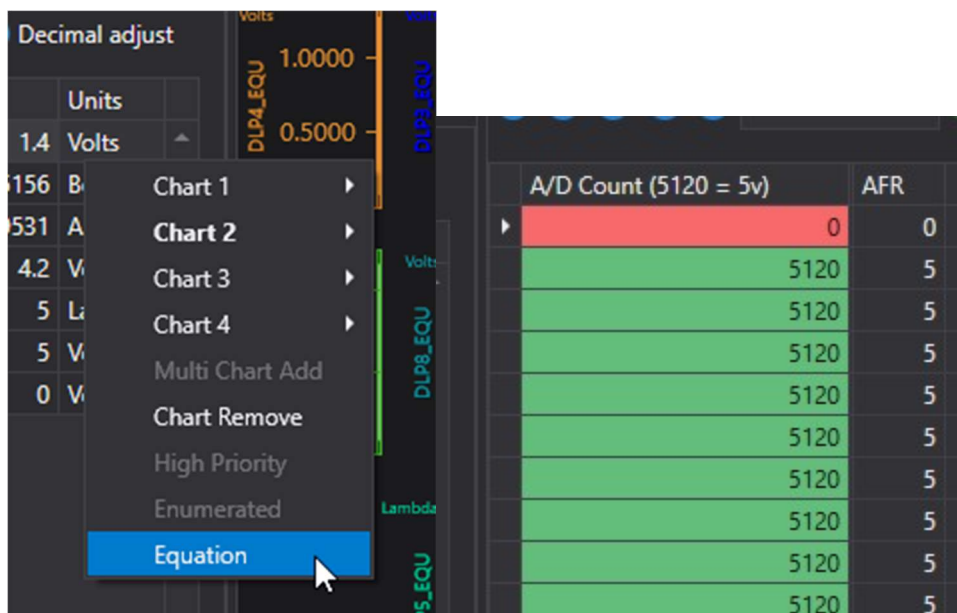 Decimal adjust
Units
1.4 Volts
5156
9531
4.2
5
5
0
Chart 1
Chart 2
Chart 3
Chart 4
Multi Chart Add
Chart Remove
High Priority
Enumerated
Equation
Volts
1.0000
0.5000
DLP4_EQU
DLP3_EQU
Volts
DLP8_EQU
Lambda
A/D Count (5120 = 5v) AFR
0 0
5120 5
5120 5
5120 5
5120 5
5120 5
5120 5
5120 5
5120 5
5120 5